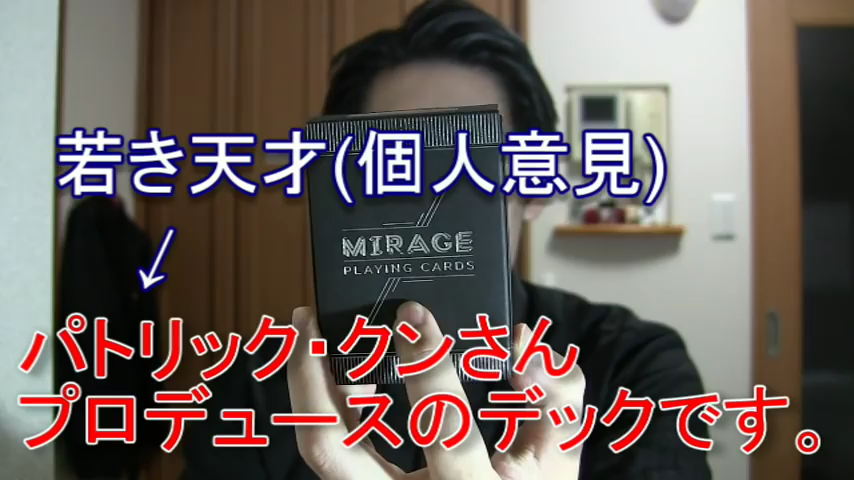 若き天才(個人意見)
↓
MIRAGE
PLAYING CARDS
パトリック・クンさん
プロデュースのデックです。